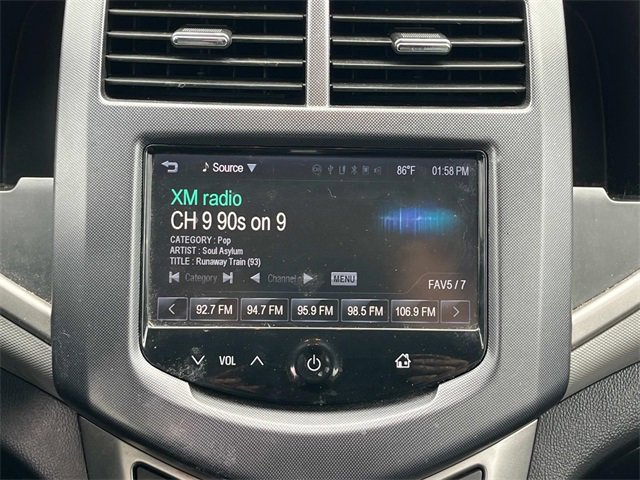 ♪ Source ▼ 86°F 01:58 PM
XM radio
CH 9 90s on 9
CATEGORY : Pop
ARTIST : Soul Asylum
TITLE : Runaway Train (93)
Category Channel MENU
FAV5 / 7
92.7 FM 94.7 FM 95.9 FM 98.5 FM 106.9 FM
VOL